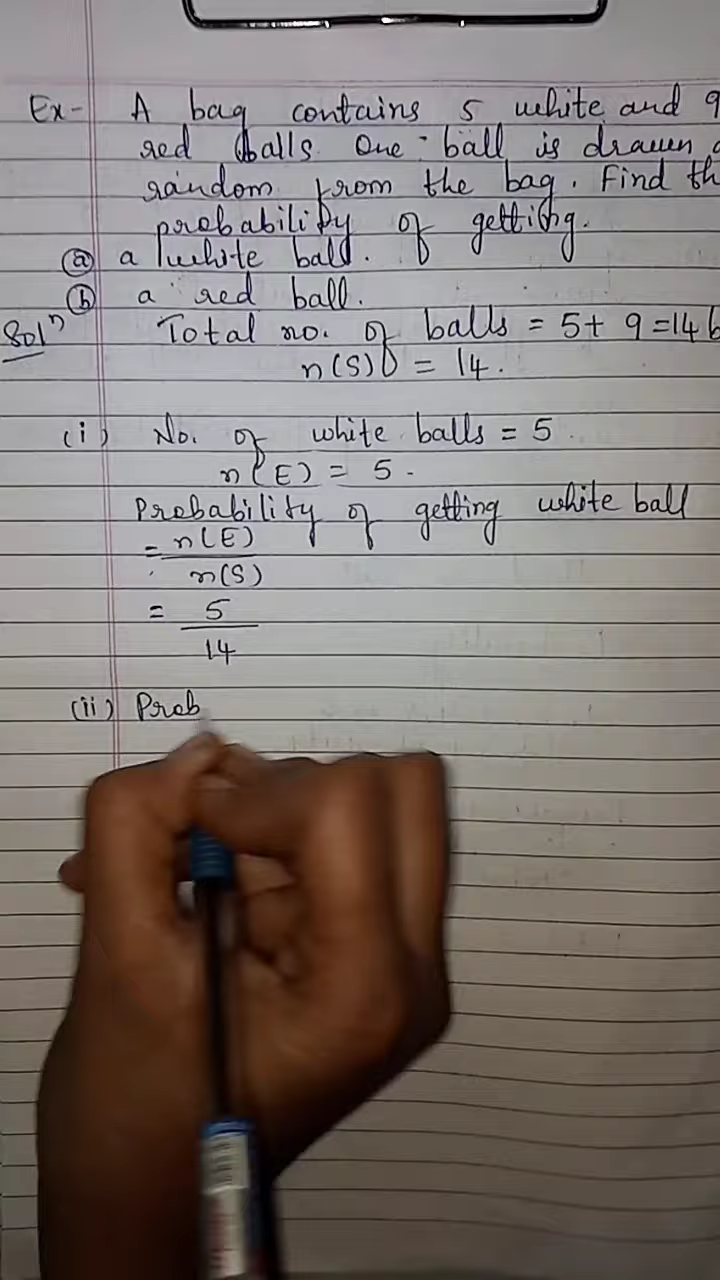 Ex- A bag contains 5 white and 9
red balls. One ball is drawn
random from the bag. Find th
probability of getting.
(a) a white ball.
(b) a red ball.
Solⁿ Total no. of balls = 5+ 9 =14 b
n(S) = 14.
(i) No. of white balls = 5.
n(E) = 5.
Probability of getting white ball
= n(E)
n(S)
= 5
14
(ii) Prob